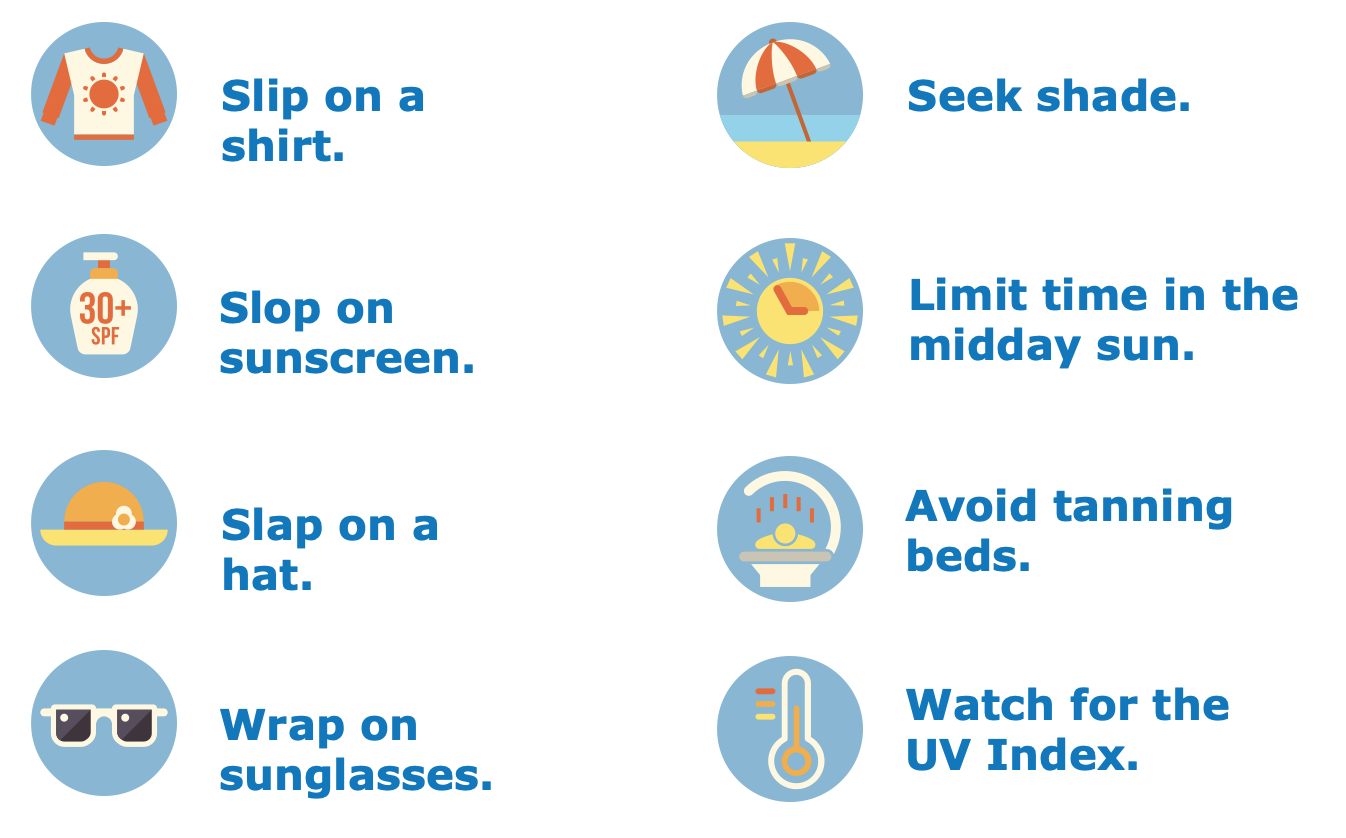 Slip on a
shirt.
30+
SPF
Slop on
sunscreen.
Slap on a
hat.
Wrap on
sunglasses.
Seek shade.
Limit time in the
midday sun.
Avoid tanning
beds.
Watch for the
UV Index.